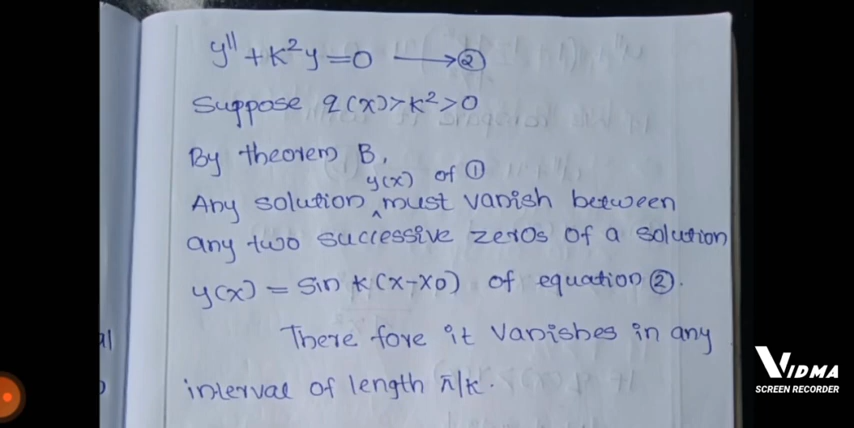 y'' + k²y = 0 → ②
Suppose q(x) > k² > 0
By theorem B,
Any solution y(x) of ① must vanish between
any two successive zeros of a solution
y(x) = sin k(x-x0) of equation ②.
There fore it vanishes in any
interval of length π/k.
al
VIDMA
SCREEN RECORDER